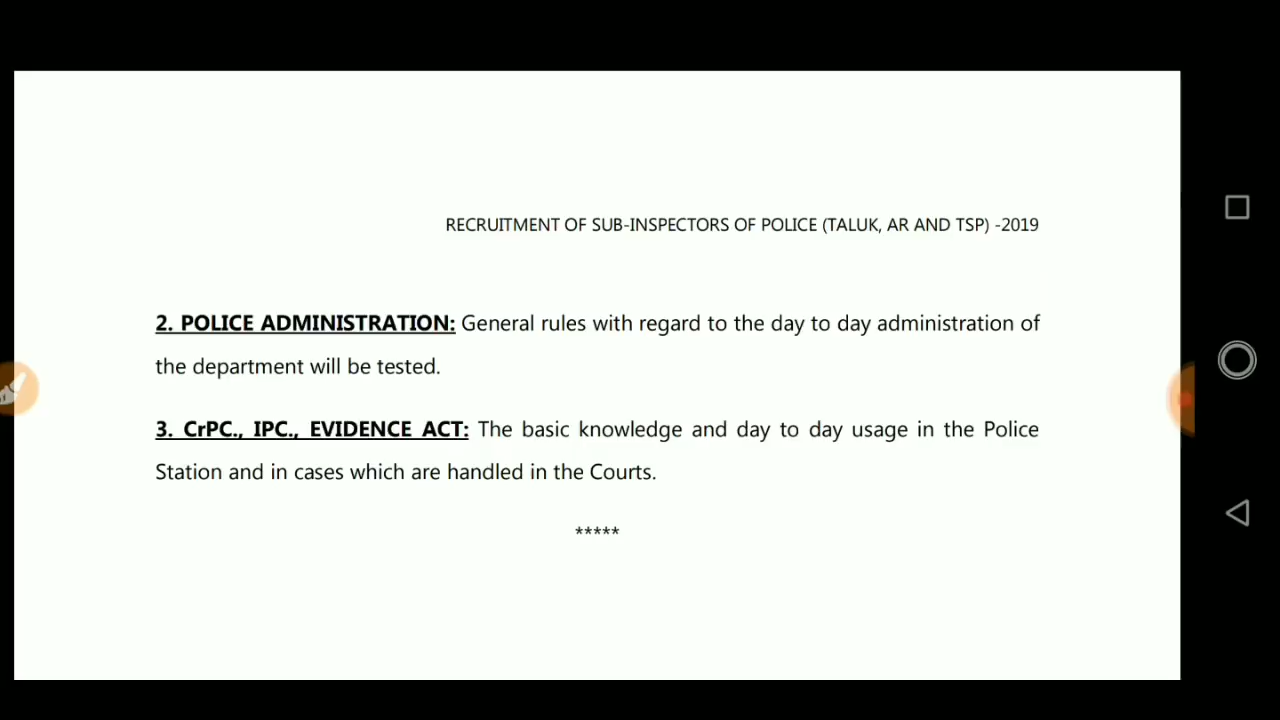 RECRUITMENT OF SUB-INSPECTORS OF POLICE (TALUK, AR AND TSP) -2019
2. POLICE ADMINISTRATION: General rules with regard to the day to day administration of
the department will be tested.
3. CrPC., IPC., EVIDENCE ACT: The basic knowledge and day to day usage in the Police
Station and in cases which are handled in the Courts.
*****